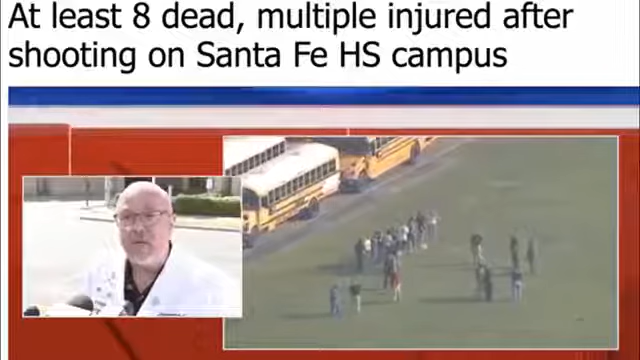 At least 8 dead, multiple injured after
shooting on Santa Fe HS campus